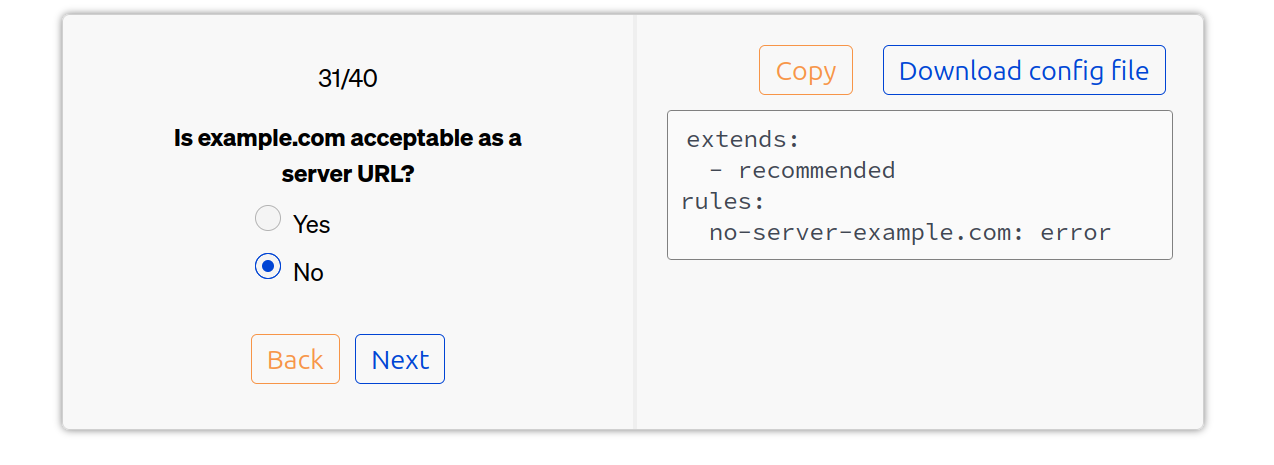 31/40
Is example.com acceptable as a
server URL?
Yes
No
Back Next
Copy Download config file
extends:
  - recommended
rules:
  no-server-example.com: error